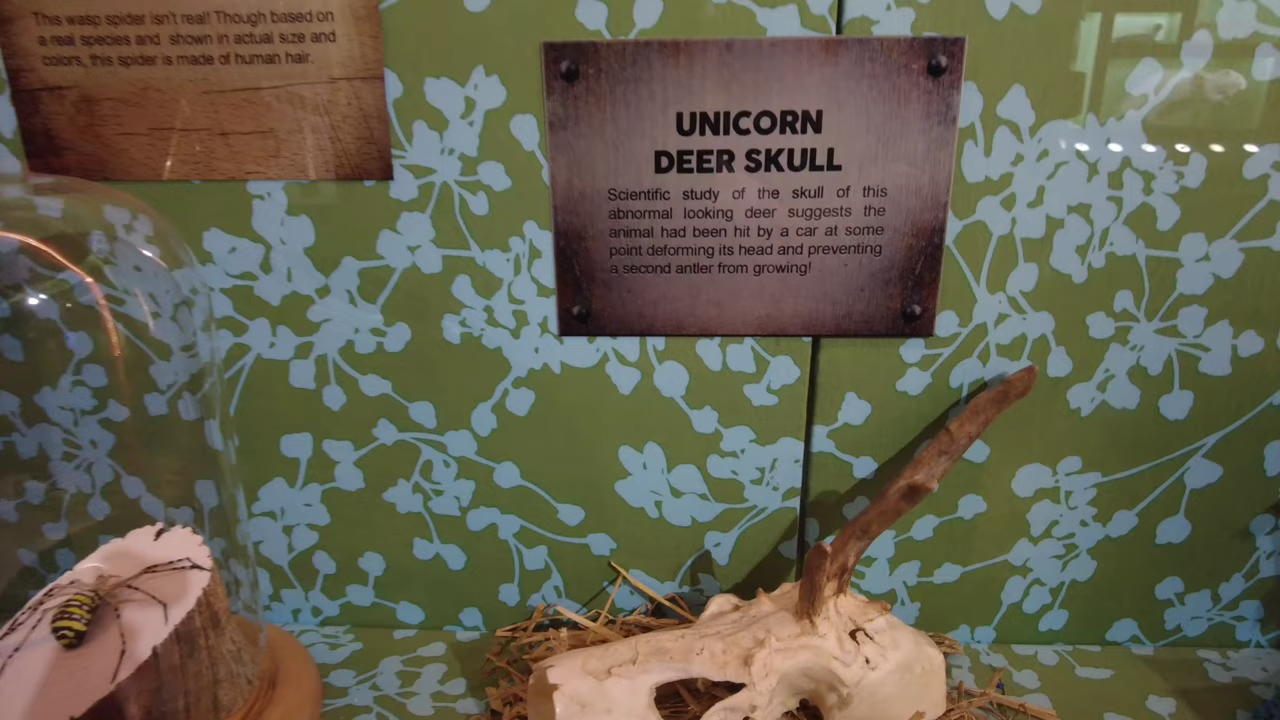 This wasp spider isn't real! Though based on
a real species and shown in actual size and
colors, this spider is made of human hair.
UNICORN
DEER SKULL
Scientific study of the skull of this
abnormal looking deer suggests the
animal had been hit by a car at some
point deforming its head and preventing
a second antler from growing!